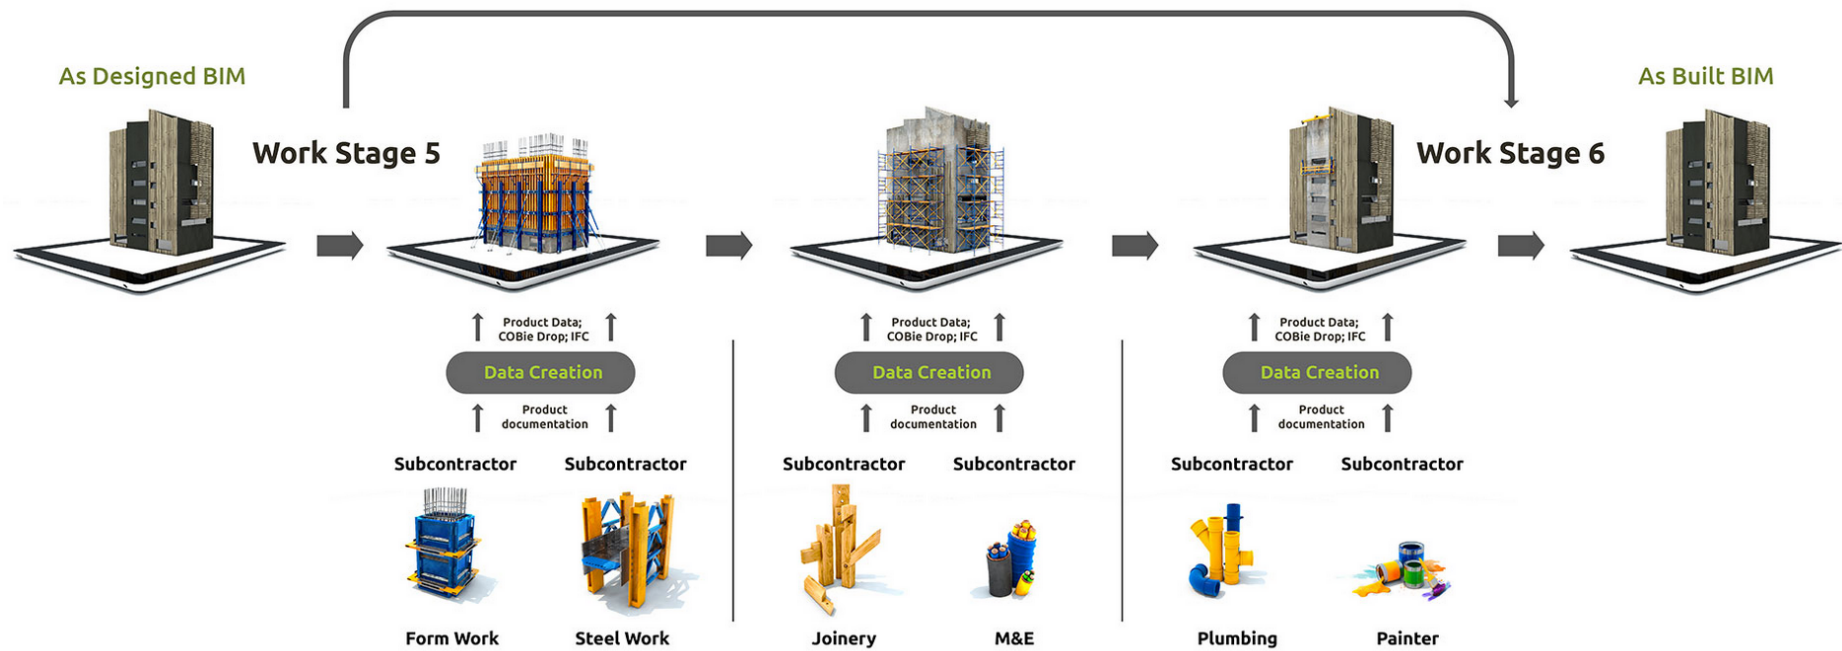 As Designed BIM
As Built BIM
Work Stage 5
Work Stage 6
Product Data;
COBie Drop; IFC
Product Data;
COBie Drop; IFC
Product Data;
COBie Drop; IFC
Data Creation
Data Creation
Data Creation
Product
documentation
Product
documentation
Product
documentation
Subcontractor
Subcontractor
Subcontractor
Subcontractor
Subcontractor
Subcontractor
Form Work
Steel Work
Joinery
M&E
Plumbing
Painter